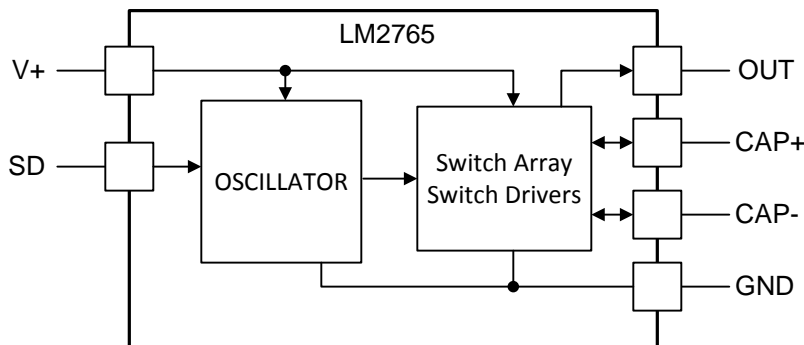 LM2765
V+
OUT
SD
OSCILLATOR
Switch Array
Switch Drivers
CAP+
CAP-
GND